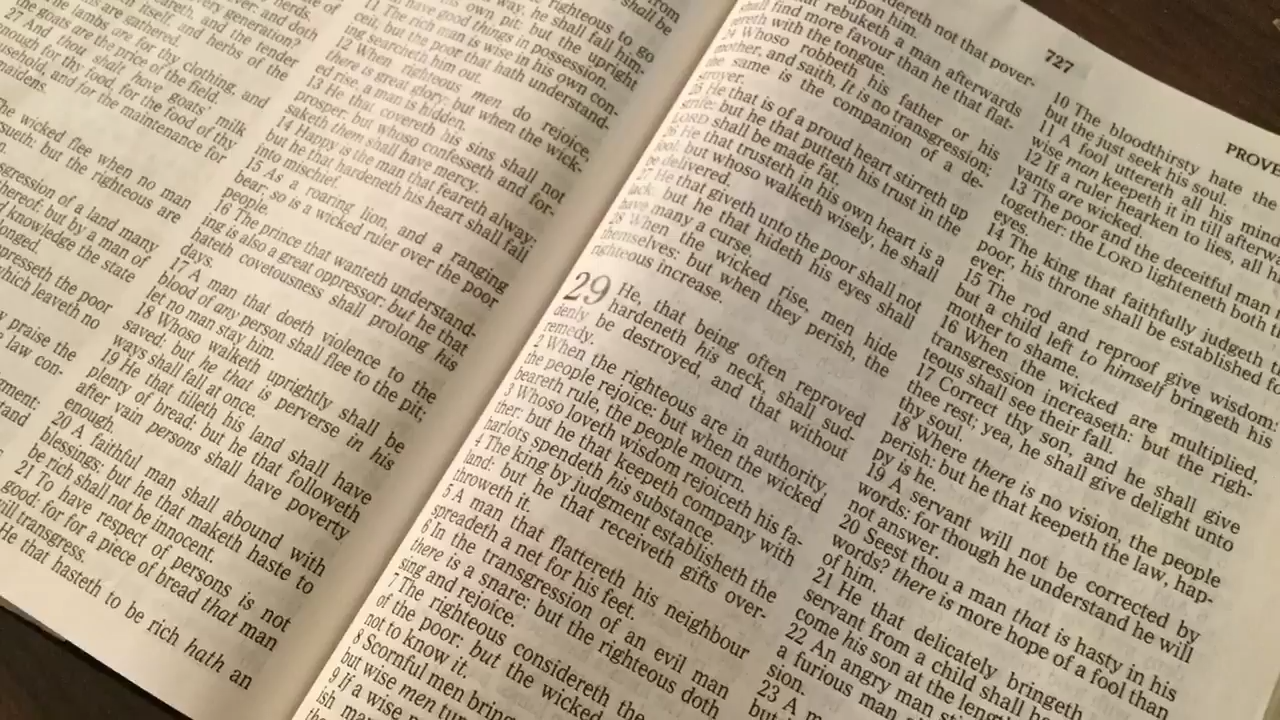 ver, and doth
ry generation?
reth, and the tender
itself, and herbs of the
are gathered.
lambs are for thy clothing, and
goats are the price of the field.
27 And thou shalt have goats' milk
enough for thy food, for the food of thy
household, and for the maintenance for
maidens.
The wicked flee when no man
pursueth: but the righteous are
transgression of a land many
thereof: but by a man of
knowledge the state
prolonged.
oppresseth the poor
which leaveth no
praise the
law con-
righteous to go
way, he shall fall him-
own pit: but the upright
have good things in possession.
11 The rich man is wise in his own con-
ceit; but the poor that hath understand-
ing searcheth him out.
12 When righteous men do rejoice,
there is great glory: but when the wick-
ed rise, a man is hidden.
13 He that covereth his sins shall not
prosper: but whoso confesseth and for-
saketh them shall have mercy.
14 Happy is the man that feareth alway:
but he that hardeneth his heart shall fall
into mischief.
15 As a roaring lion, and a ranging
bear; so is a wicked ruler over the poor
people.
16 The prince that wanteth understand-
ing is also a great oppressor: but he that
hateth covetousness shall prolong his
days.
17 A man that doeth violence to the
blood of any person shall flee to the pit;
let no man stay him.
18 Whoso walketh uprightly shall be
saved: but he that is perverse in his
ways shall fall at once.
19 He that tilleth his land shall have
plenty of bread: but he that followeth
after vain persons shall have poverty
enough.
20 A faithful man shall abound with
blessings: but he that maketh haste to
be rich shall not be innocent.
21 To have respect of persons is not
good: for for a piece of bread that man
will transgress.
He that hasteth to be rich hath an
727
PROVE
dereth not that pover-
upon him.
that rebuketh a man afterwards
shall find more favour than he that flat-
tereth with the tongue.
24 Whoso robbeth his father or his
mother, and saith, It is no transgression;
the same is the companion of a de-
stroyer.
25 He that is of a proud heart stirreth up
strife: but he that putteth his trust in the
LORD shall be made fat.
26 He that trusteth in his own heart is a
fool: but whoso walketh wisely, he shall
be delivered.
27 He that giveth unto the poor shall not
lack: but he that hideth his eyes shall
have many a curse.
28 When the wicked rise, men hide
themselves: but when they perish, the
righteous increase.
29 He, that being often reproved
hardeneth his neck, shall sud-
denly be destroyed, and that without
remedy.
2 When the righteous are in authority,
the people rejoice: but when the wicked
beareth rule, the people mourn.
3 Whoso loveth wisdom rejoiceth his fa-
ther: but he that keepeth company with
harlots spendeth his substance.
4 The king by judgment establisheth the
land: but he that receiveth gifts over-
throweth it.
5 A man that flattereth his neighbour
spreadeth a net for his feet.
6 In the transgression of an evil man
there is a snare: but the righteous doth
sing and rejoice.
7 The righteous considereth the
of the poor: but the wicked
not to know it.
8 Scornful men bring
but wise men tur
9 If a wise
ish
10 The bloodthirsty hate the
but the just seek his soul.
11 A fool uttereth all his mind
wise man keepeth it in till afterwa
12 If a ruler hearken to lies, all h
vants are wicked.
13 The poor and the deceitful man
together: the LORD lighteneth both t
eyes.
14 The king that faithfully judgeth t
poor, his throne shall be established f
ever.
15 The rod and reproof give wisdom:
but a child left to himself bringeth his
mother to shame.
16 When the wicked are multiplied,
transgression increaseth: but the righ-
teous shall see their fall.
17 Correct thy son, and he shall give
thee rest; yea, he shall give delight unto
thy soul.
18 Where there is no vision, the people
perish: but he that keepeth the law, hap-
py is he.
19 A servant will not be corrected by
words: for though he understand he will
not answer.
20 Seest thou a man that is hasty in his
words? there is more hope of a fool than
of him.
21 He that delicately bringeth
servant from a child shall
come his son at the length
22 An angry man
a furious man
sion.
23 A